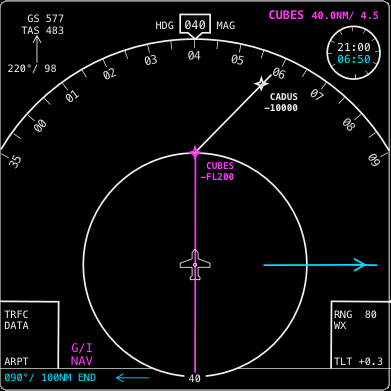 GS 577
TAS 483
220°/ 98
HDG 040 MAG
CUBES 40.0NM/ 4.5
21:00
06:50
35
00
01
02
03
04
05
06
07
08
09
CADUS
–10000
CUBES
–FL200
TRFC
DATA
ARPT
G/I
NAV
RNG 80
WX
TLT +0.3
090°/ 100NM END
40